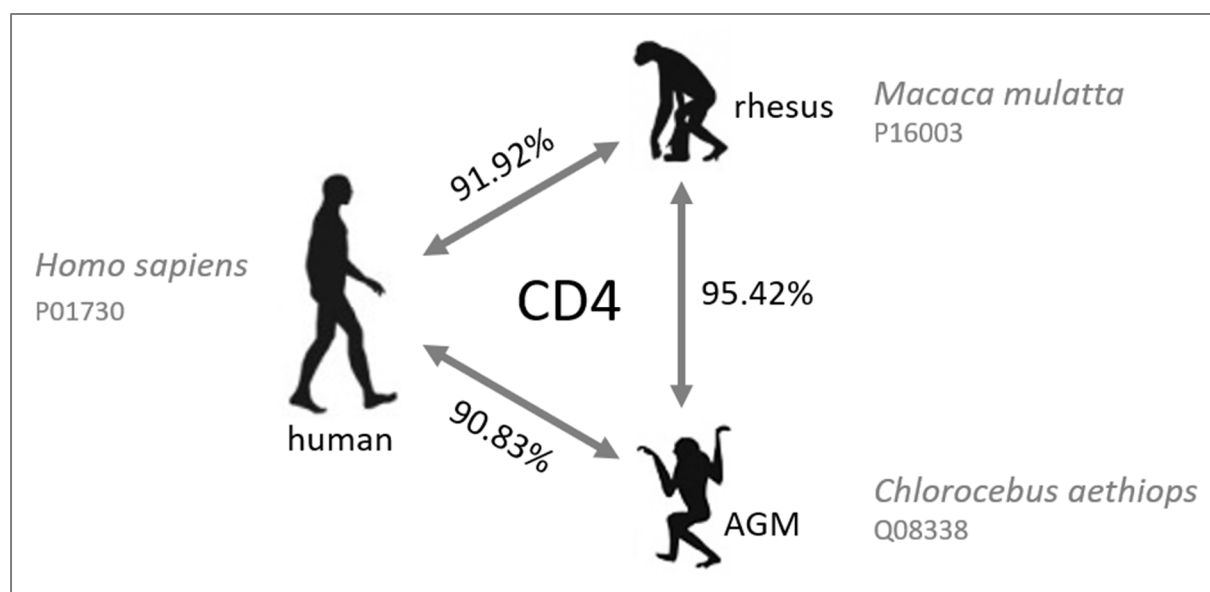 rhesus
Macaca mulatta
P16003
91.92%
Homo sapiens
P01730
CD4
95.42%
human
90.83%
AGM
Chlorocebus aethiops
Q08338